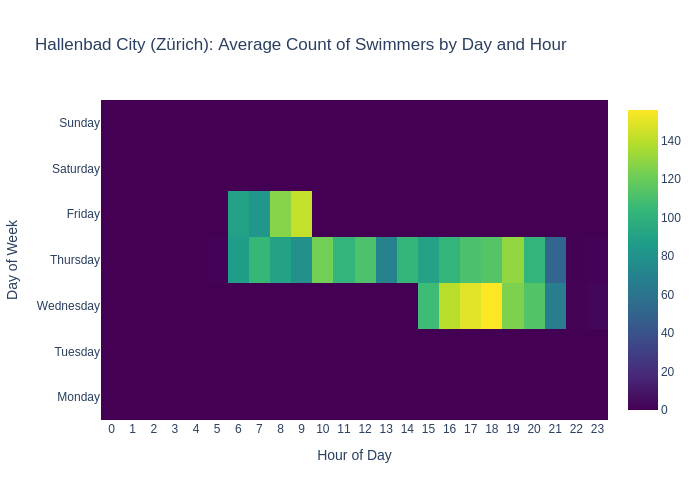 Hallenbad City (Zürich): Average Count of Swimmers by Day and Hour
Sunday
Saturday
Friday
Thursday
Wednesday
Tuesday
Monday
Day of Week
0 1 2 3 4 5 6 7 8 9 10 11 12 13 14 15 16 17 18 19 20 21 22 23
Hour of Day
140
120
100
80
60
40
20
0